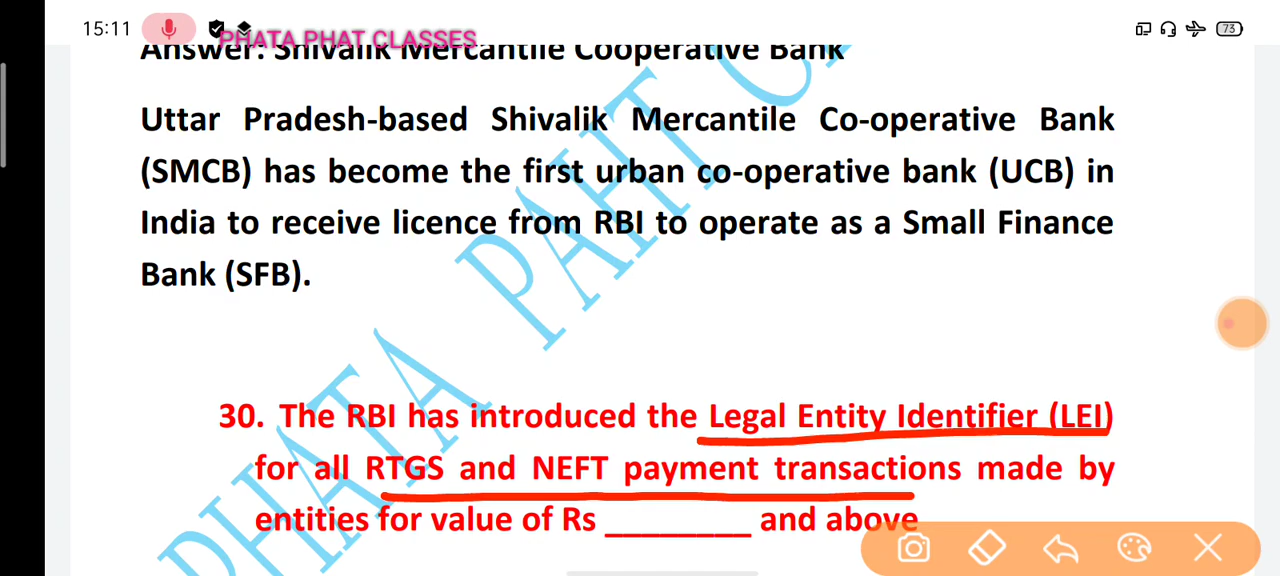 15:11
73
PHATA PHAT CLASSES
Answer: Shivalik Mercantile Cooperative Bank
Uttar Pradesh-based Shivalik Mercantile Co-operative Bank
(SMCB) has become the first urban co-operative bank (UCB) in
India to receive licence from RBI to operate as a Small Finance
Bank (SFB).
PHATA PAHT C
30. The RBI has introduced the Legal Entity Identifier (LEI)
for all RTGS and NEFT payment transactions made by
entities for value of Rs ________ and above